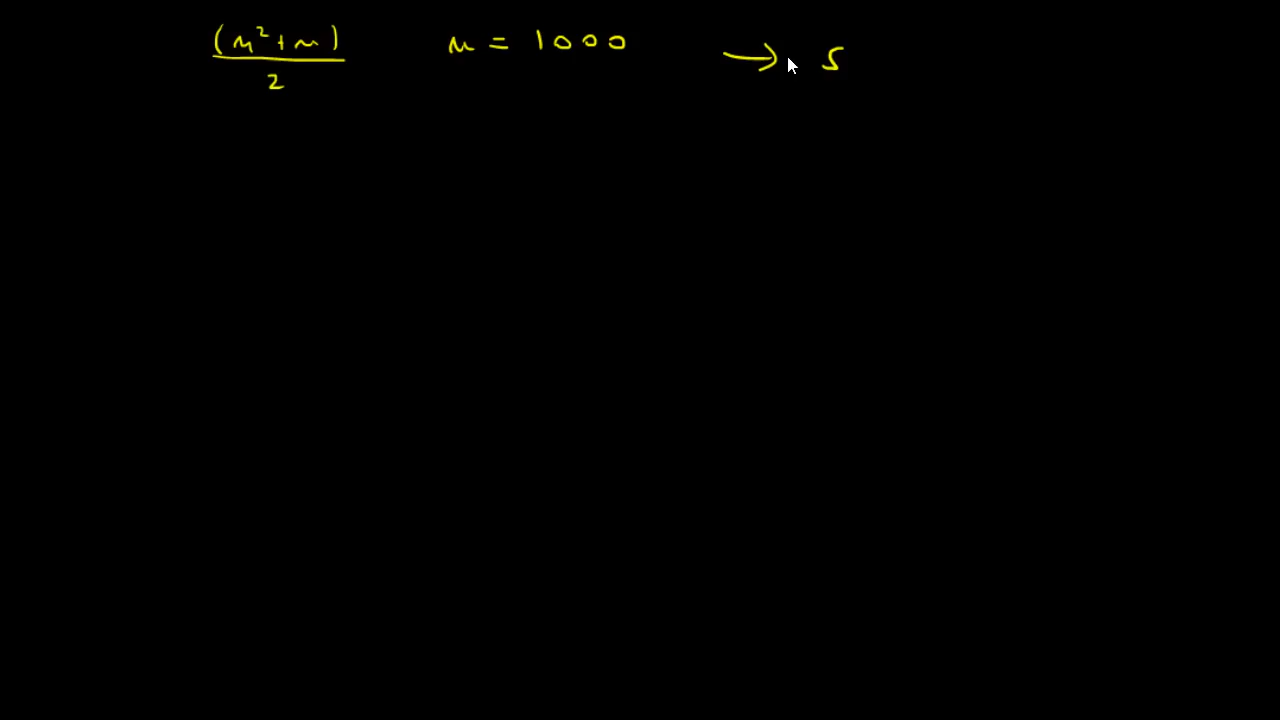 (n²+n)/2 n = 1000 → 5